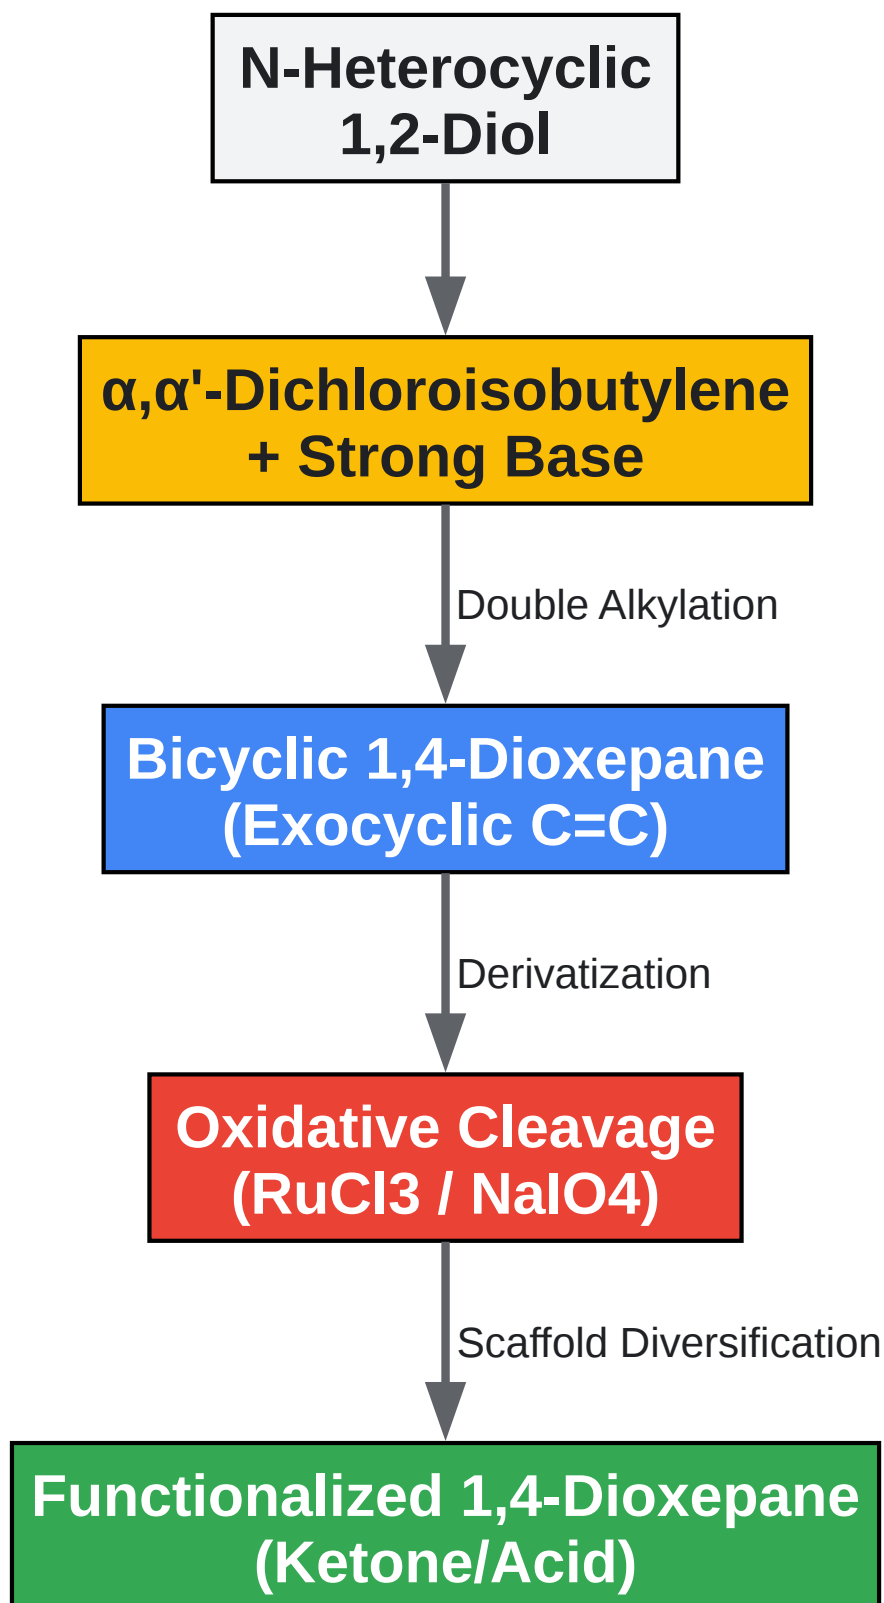 N-Heterocyclic
1,2-Diol
α,α'-Dichloroisobutylene
+ Strong Base
Double Alkylation
Bicyclic 1,4-Dioxepane
(Exocyclic C=C)
Derivatization
Oxidative Cleavage
(RuCl3 / NaIO4)
Scaffold Diversification
Functionalized 1,4-Dioxepane
(Ketone/Acid)